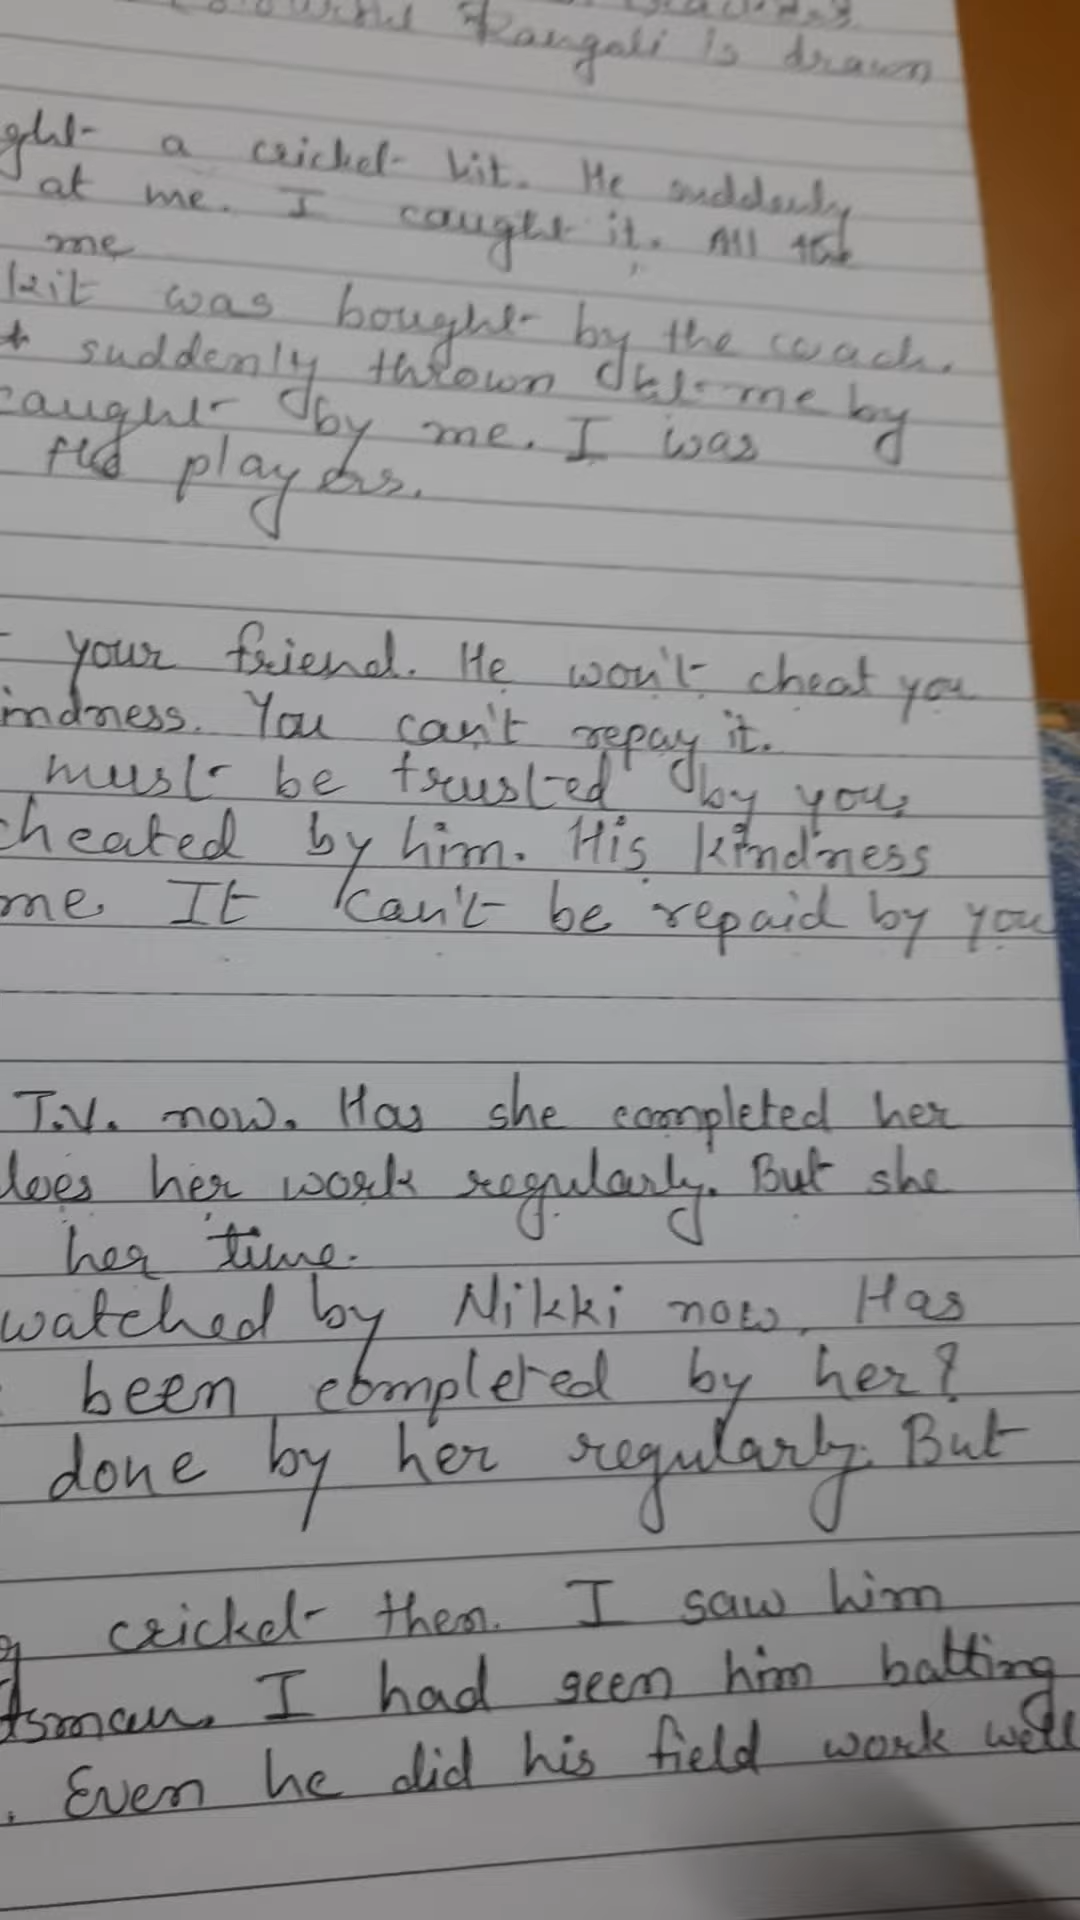 Rangoli is drawn
a cricket kit. He suddenly
at me. I caught it. All the
me
kit was bought by the coach.
suddenly thrown at me by
caught by me. I was
the players.
your friend. He won't cheat you
indness. You can't repay it.
must be trusted by you,
cheated by him. His kindness
me. It can't be repaid by you
T.V. now. Has she completed her
does her work regularly. But she
her time.
watched by Nikki now. Has
been completed by her?
done by her regularly. But
cricket then. I saw him
tsman. I had seen him batting
. Even he did his field work well